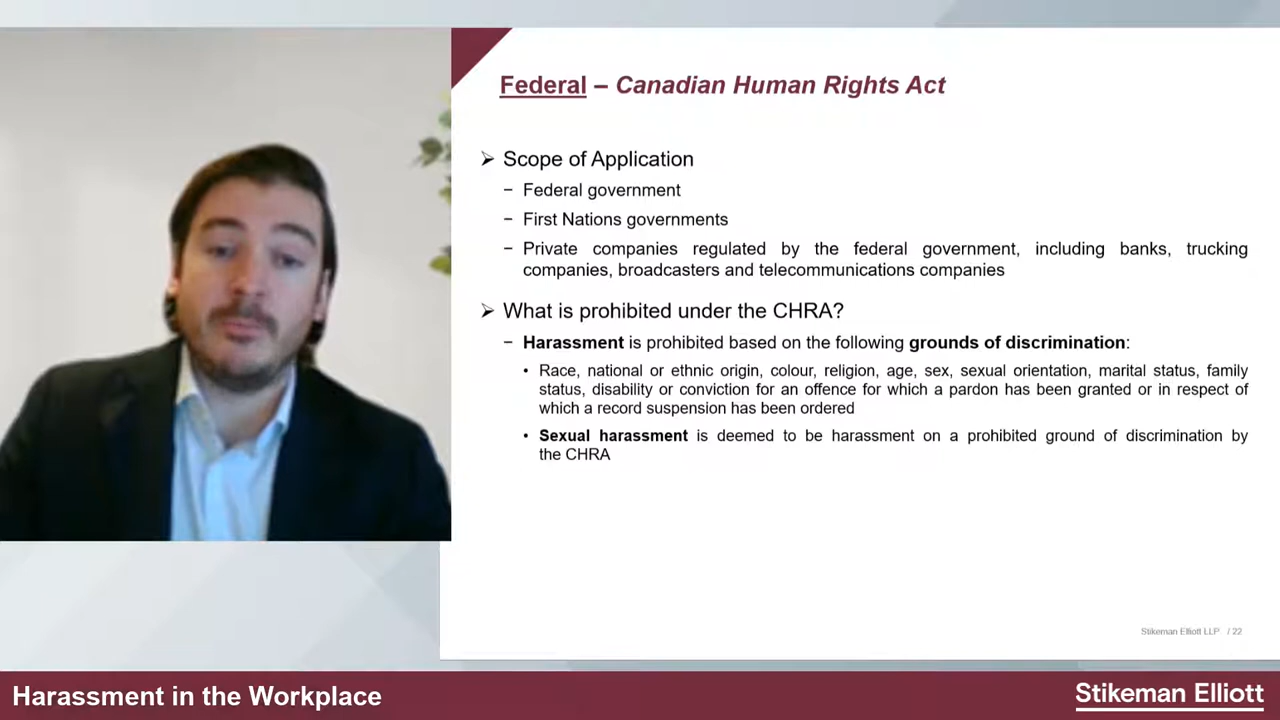 Federal – Canadian Human Rights Act
➢ Scope of Application
− Federal government
− First Nations governments
− Private companies regulated by the federal government, including banks, trucking
companies, broadcasters and telecommunications companies
➢ What is prohibited under the CHRA?
− Harassment is prohibited based on the following grounds of discrimination:
• Race, national or ethnic origin, colour, religion, age, sex, sexual orientation, marital status, family
status, disability or conviction for an offence for which a pardon has been granted or in respect of
which a record suspension has been ordered
• Sexual harassment is deemed to be harassment on a prohibited ground of discrimination by
the CHRA
Stikeman Elliott LLP / 22
Harassment in the Workplace
Stikeman Elliott